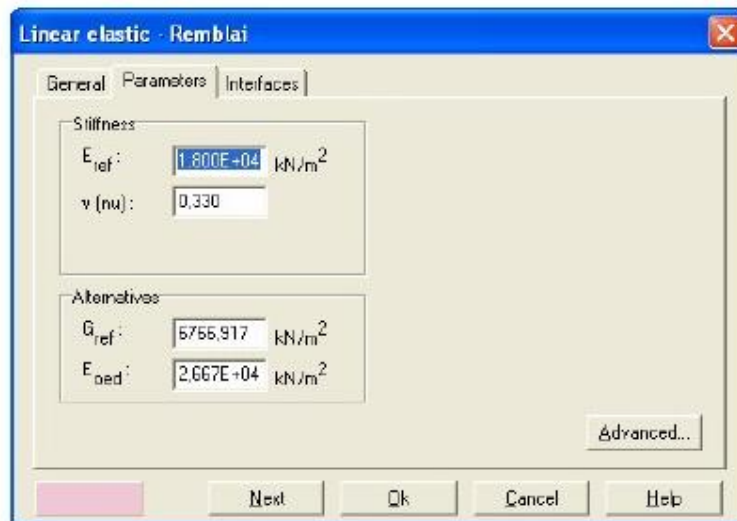 Linear elastic - Remblai
General Parameters Interfaces
Stiffness
E_ref : 1.800E+04 kN/m²
ν (nu) : 0,330
Alternatives
G_ref : 6766,917 kN/m²
E_oed : 2,667E+04 kN/m²
Advanced...
Next Ok Cancel Help